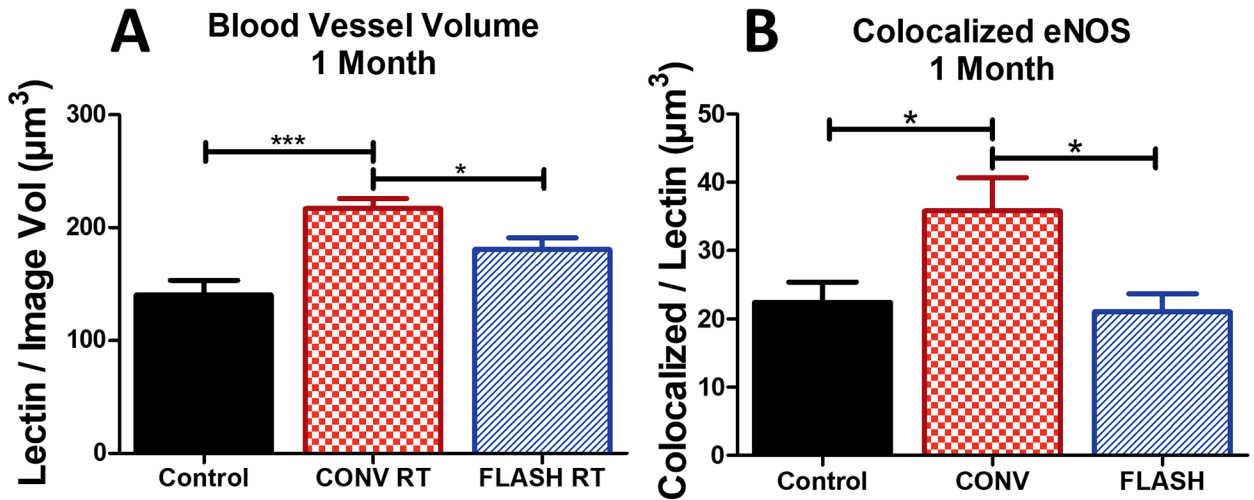 A
Blood Vessel Volume
1 Month
Lectin / Image Vol (μm³)
300
200
100
0
***
*
Control
CONV RT
FLASH RT
B
Colocalized eNOS
1 Month
Colocalized / Lectin (μm³)
50
40
30
20
10
0
*
*
Control
CONV
FLASH